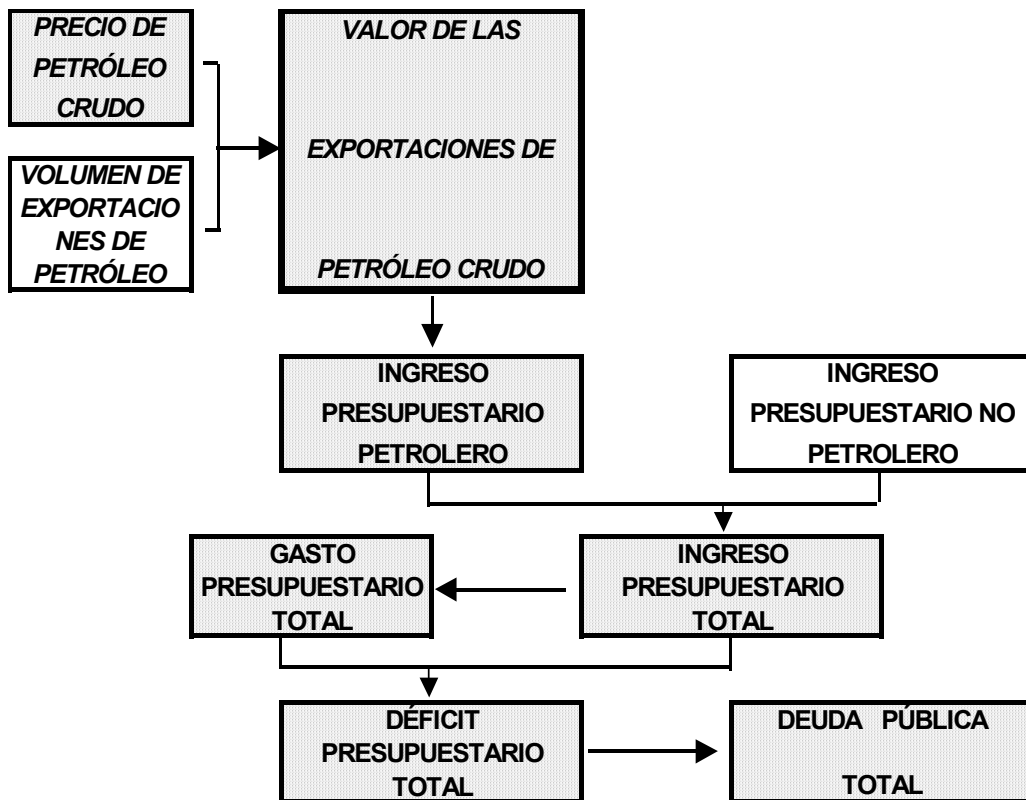 PRECIO DE
PETRÓLEO
CRUDO
VOLUMEN DE
EXPORTACIO
NES DE
PETRÓLEO
VALOR DE LAS
EXPORTACIONES DE
PETRÓLEO CRUDO
INGRESO
PRESUPUESTARIO
PETROLERO
INGRESO
PRESUPUESTARIO NO
PETROLERO
GASTO
PRESUPUESTARIO
TOTAL
INGRESO
PRESUPUESTARIO
TOTAL
DÉFICIT
PRESUPUESTARIO
TOTAL
DEUDA PÚBLICA
TOTAL